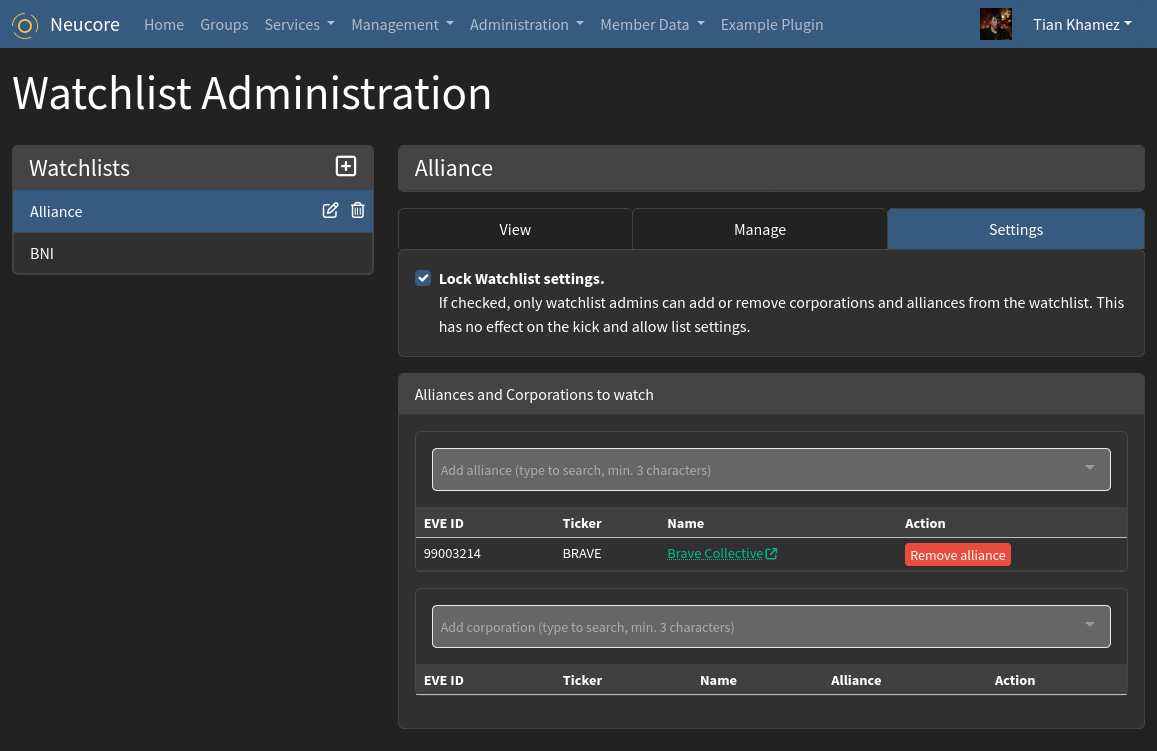 Neucore Home Groups Services Management Administration Member Data Example Plugin Tian Khamez
Watchlist Administration
Watchlists
Alliance
BNI
Alliance
View Manage Settings
Lock Watchlist settings.
If checked, only watchlist admins can add or remove corporations and alliances from the watchlist. This
has no effect on the kick and allow list settings.
Alliances and Corporations to watch
Add alliance (type to search, min. 3 characters)
EVE ID Ticker Name Action
99003214 BRAVE Brave Collective Remove alliance
Add corporation (type to search, min. 3 characters)
EVE ID Ticker Name Alliance Action